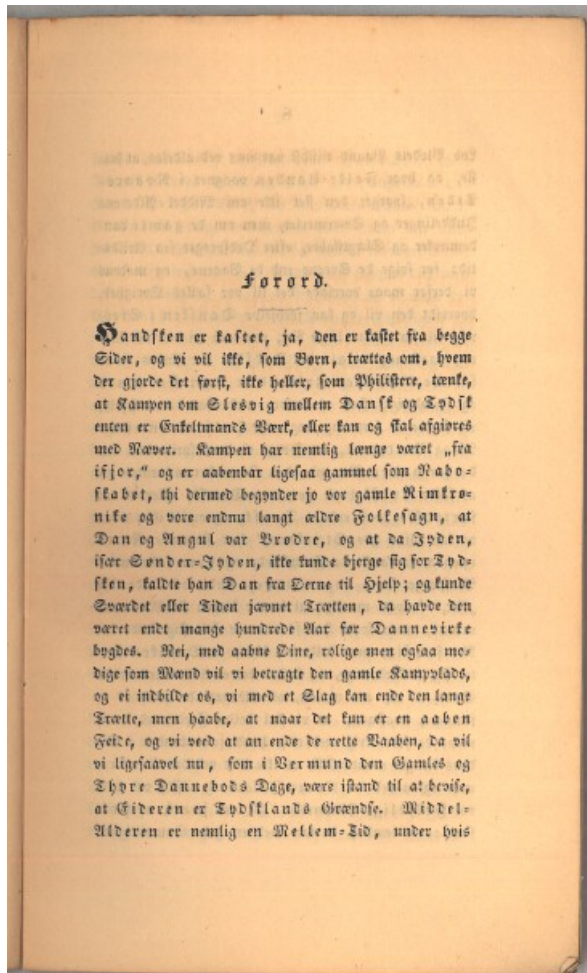 Forord.
Handsken er kastet, ja, den er kastet fra begge
Sider, og vi vil ikke, som Børn, trættes om, hvem
der gjorde det først, ikke heller, som Philistere, tænke,
at Kampen om Slesvig mellem Dansk og Tydsk
enten er Enkeltmands Værk, eller kan og skal afgiøres
med Næver. Kampen har nemlig længe været „fra
ifjor,“ og er aabenbar ligesaa gammel som Nabo-
skabet, thi dermed begynder jo vor gamle Rimkrø-
nike og vore endnu langt ældre Folkesagn, at
Dan og Angul var Brødre, og at da Jyden,
især Sønder-Jyden, ikke kunde bjerge sig for Tyd-
sken, kaldte han Dan fra Øerne til Hjelp; og kunde
Sværdet eller Tiden jævnet Trætten, da havde den
været endt mange hundrede Aar før Dannevirke
bygdes. Nei, med aabne Øine, rolige men ogsaa mo-
dige som Mænd vil vi betragte den gamle Kampplads,
og ei indbilde os, vi med et Slag kan ende den lange
Trætte, men haabe, at naar det kun er en aaben
Feide, og vi veed at an ende de rette Vaaben, da vil
vi ligesaavel nu, som i Vermund den Gamles og
Thyre Dannebods Dage, være istand til at bevise,
at Eideren er Tydsklands Grændse. Middel-
Alderen er nemlig en Mellem-Tid, under hvis